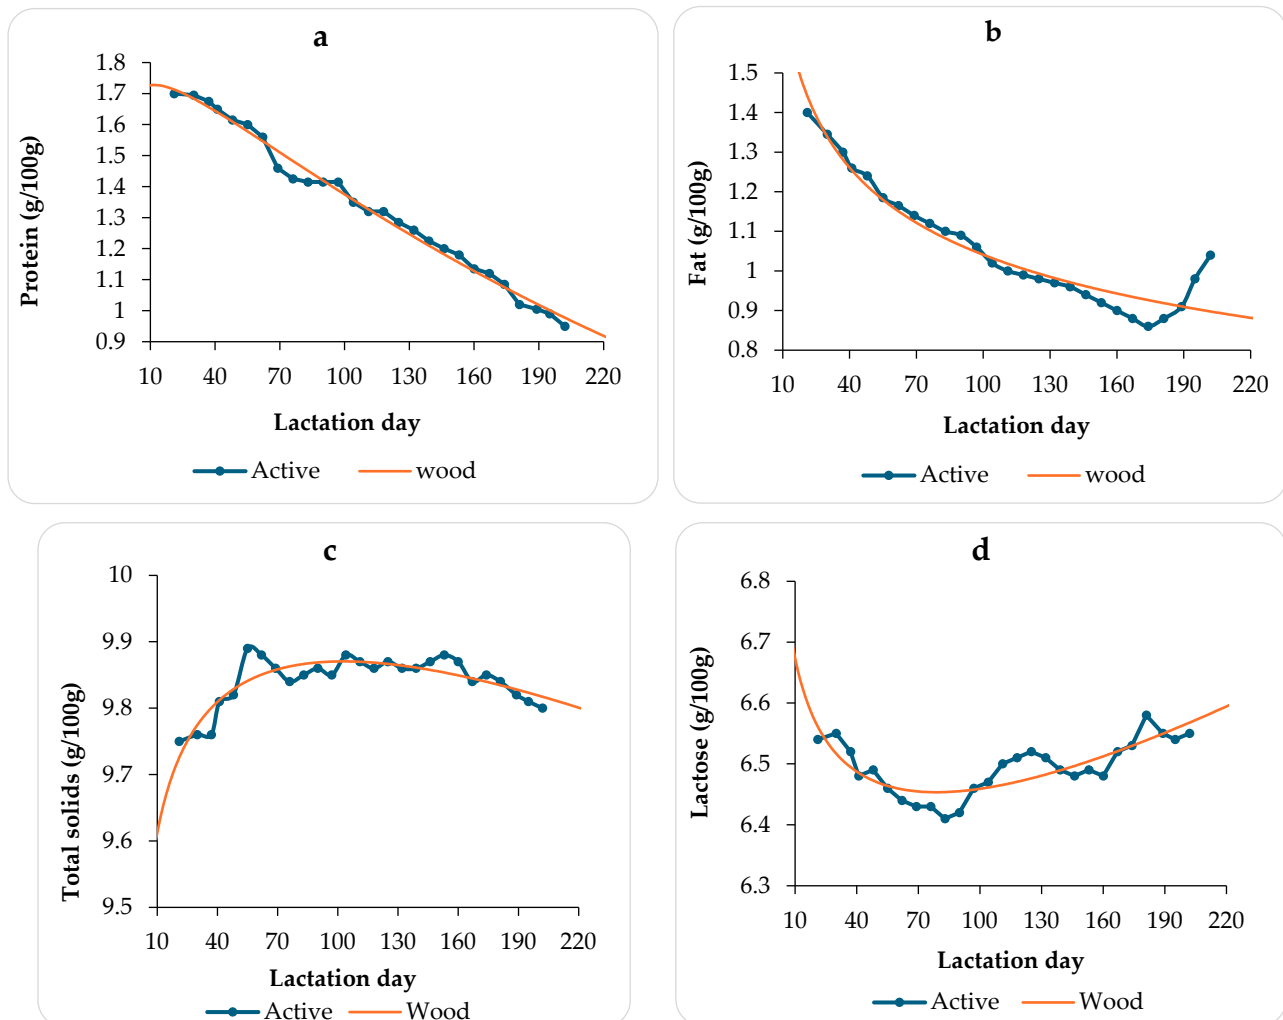 a
1.8
1.7
1.6
1.5
1.4
1.3
1.2
1.1
1
0.9
Protein (g/100g)
10 40 70 100 130 160 190 220
Lactation day
Active wood
b
1.5
1.4
1.3
1.2
1.1
1
0.9
0.8
Fat (g/100g)
10 40 70 100 130 160 190 220
Lactation day
Active wood
c
10
9.9
9.8
9.7
9.6
9.5
Total solids (g/100g)
10 40 70 100 130 160 190 220
Lactation day
Active Wood
d
6.8
6.7
6.6
6.5
6.4
6.3
Lactose (g/100g)
10 40 70 100 130 160 190 220
Lactation day
Active Wood